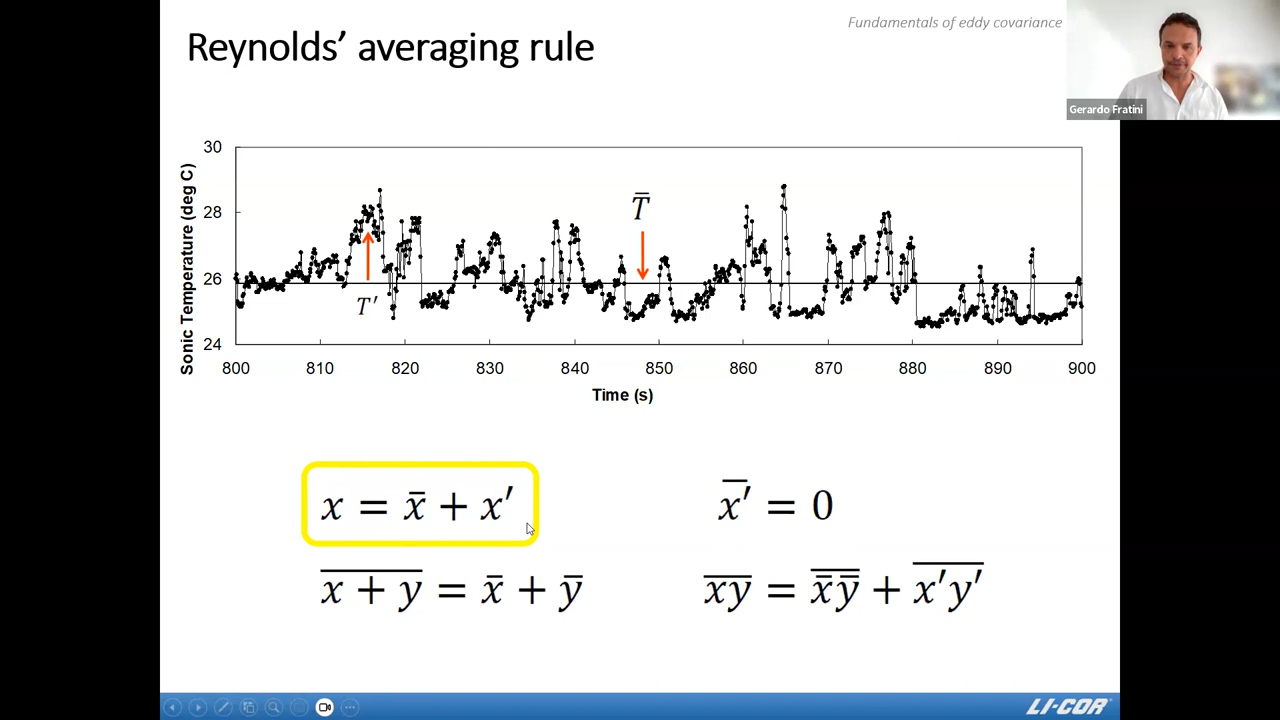 Fundamentals of eddy covariance
Reynolds’ averaging rule
Gerardo Fratini
30
28
26
24
Sonic Temperature (deg C)
T̅
T′
800 810 820 830 840 850 860 870 880 890 900
Time (s)
x = x̄ + x′
x̅′ = 0
x̅ ̅+̅ ̅y̅ = x̄ + ȳ
x̅y̅ = x̿y̿ + x̅′̅y̅′̅
LI-COR